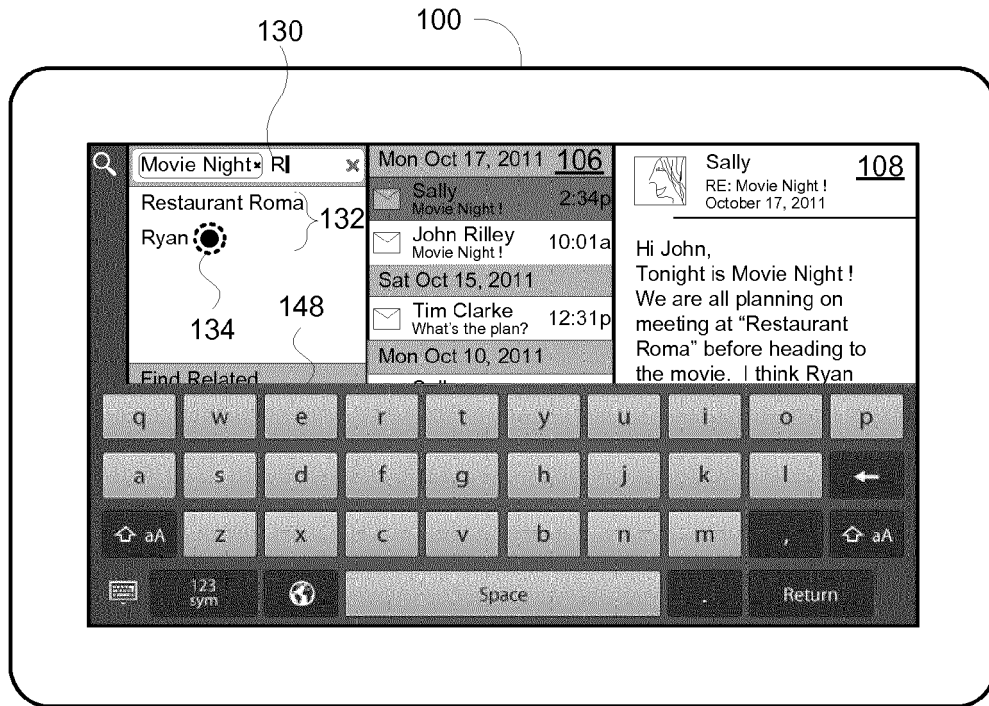 130
100
Movie Night x R x
Restaurant Roma
132
Ryan
134
148
Find Related
Mon Oct 17, 2011 106
Sally 2:34p
Movie Night !
John Rilley 10:01a
Movie Night !
Sat Oct 15, 2011
Tim Clarke 12:31p
What's the plan?
Mon Oct 10, 2011
Sally
108
RE: Movie Night !
October 17, 2011
Hi John,
Tonight is Movie Night !
We are all planning on
meeting at “Restaurant
Roma” before heading to
the movie. I think Ryan
q w e r t y u i o p
a s d f g h j k l
aA z x c v b n m , aA
123
sym
Space . Return